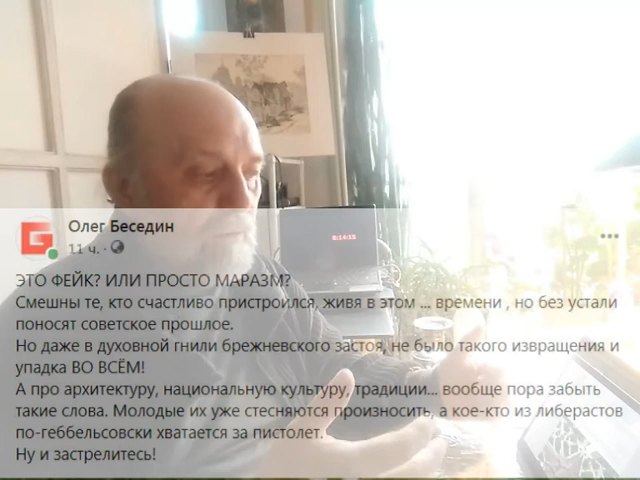 Олег Беседин
11 ч.
ЭТО ФЕЙК? ИЛИ ПРОСТО МАРАЗМ?
Смешны те, кто счастливо пристроился, живя в этом ... времени , но без устали
поносят советское прошлое.
Но даже в духовной гнили брежневского застоя, не было такого извращения и
упадка ВО ВСЁМ!
А про архитектуру, национальную культуру, традиции... вообще пора забыть
такие слова. Молодые их уже стесняются произносить, а кое-кто из либерастов
по-геббельсовски хватается за пистолет.
Ну и застрелитесь!